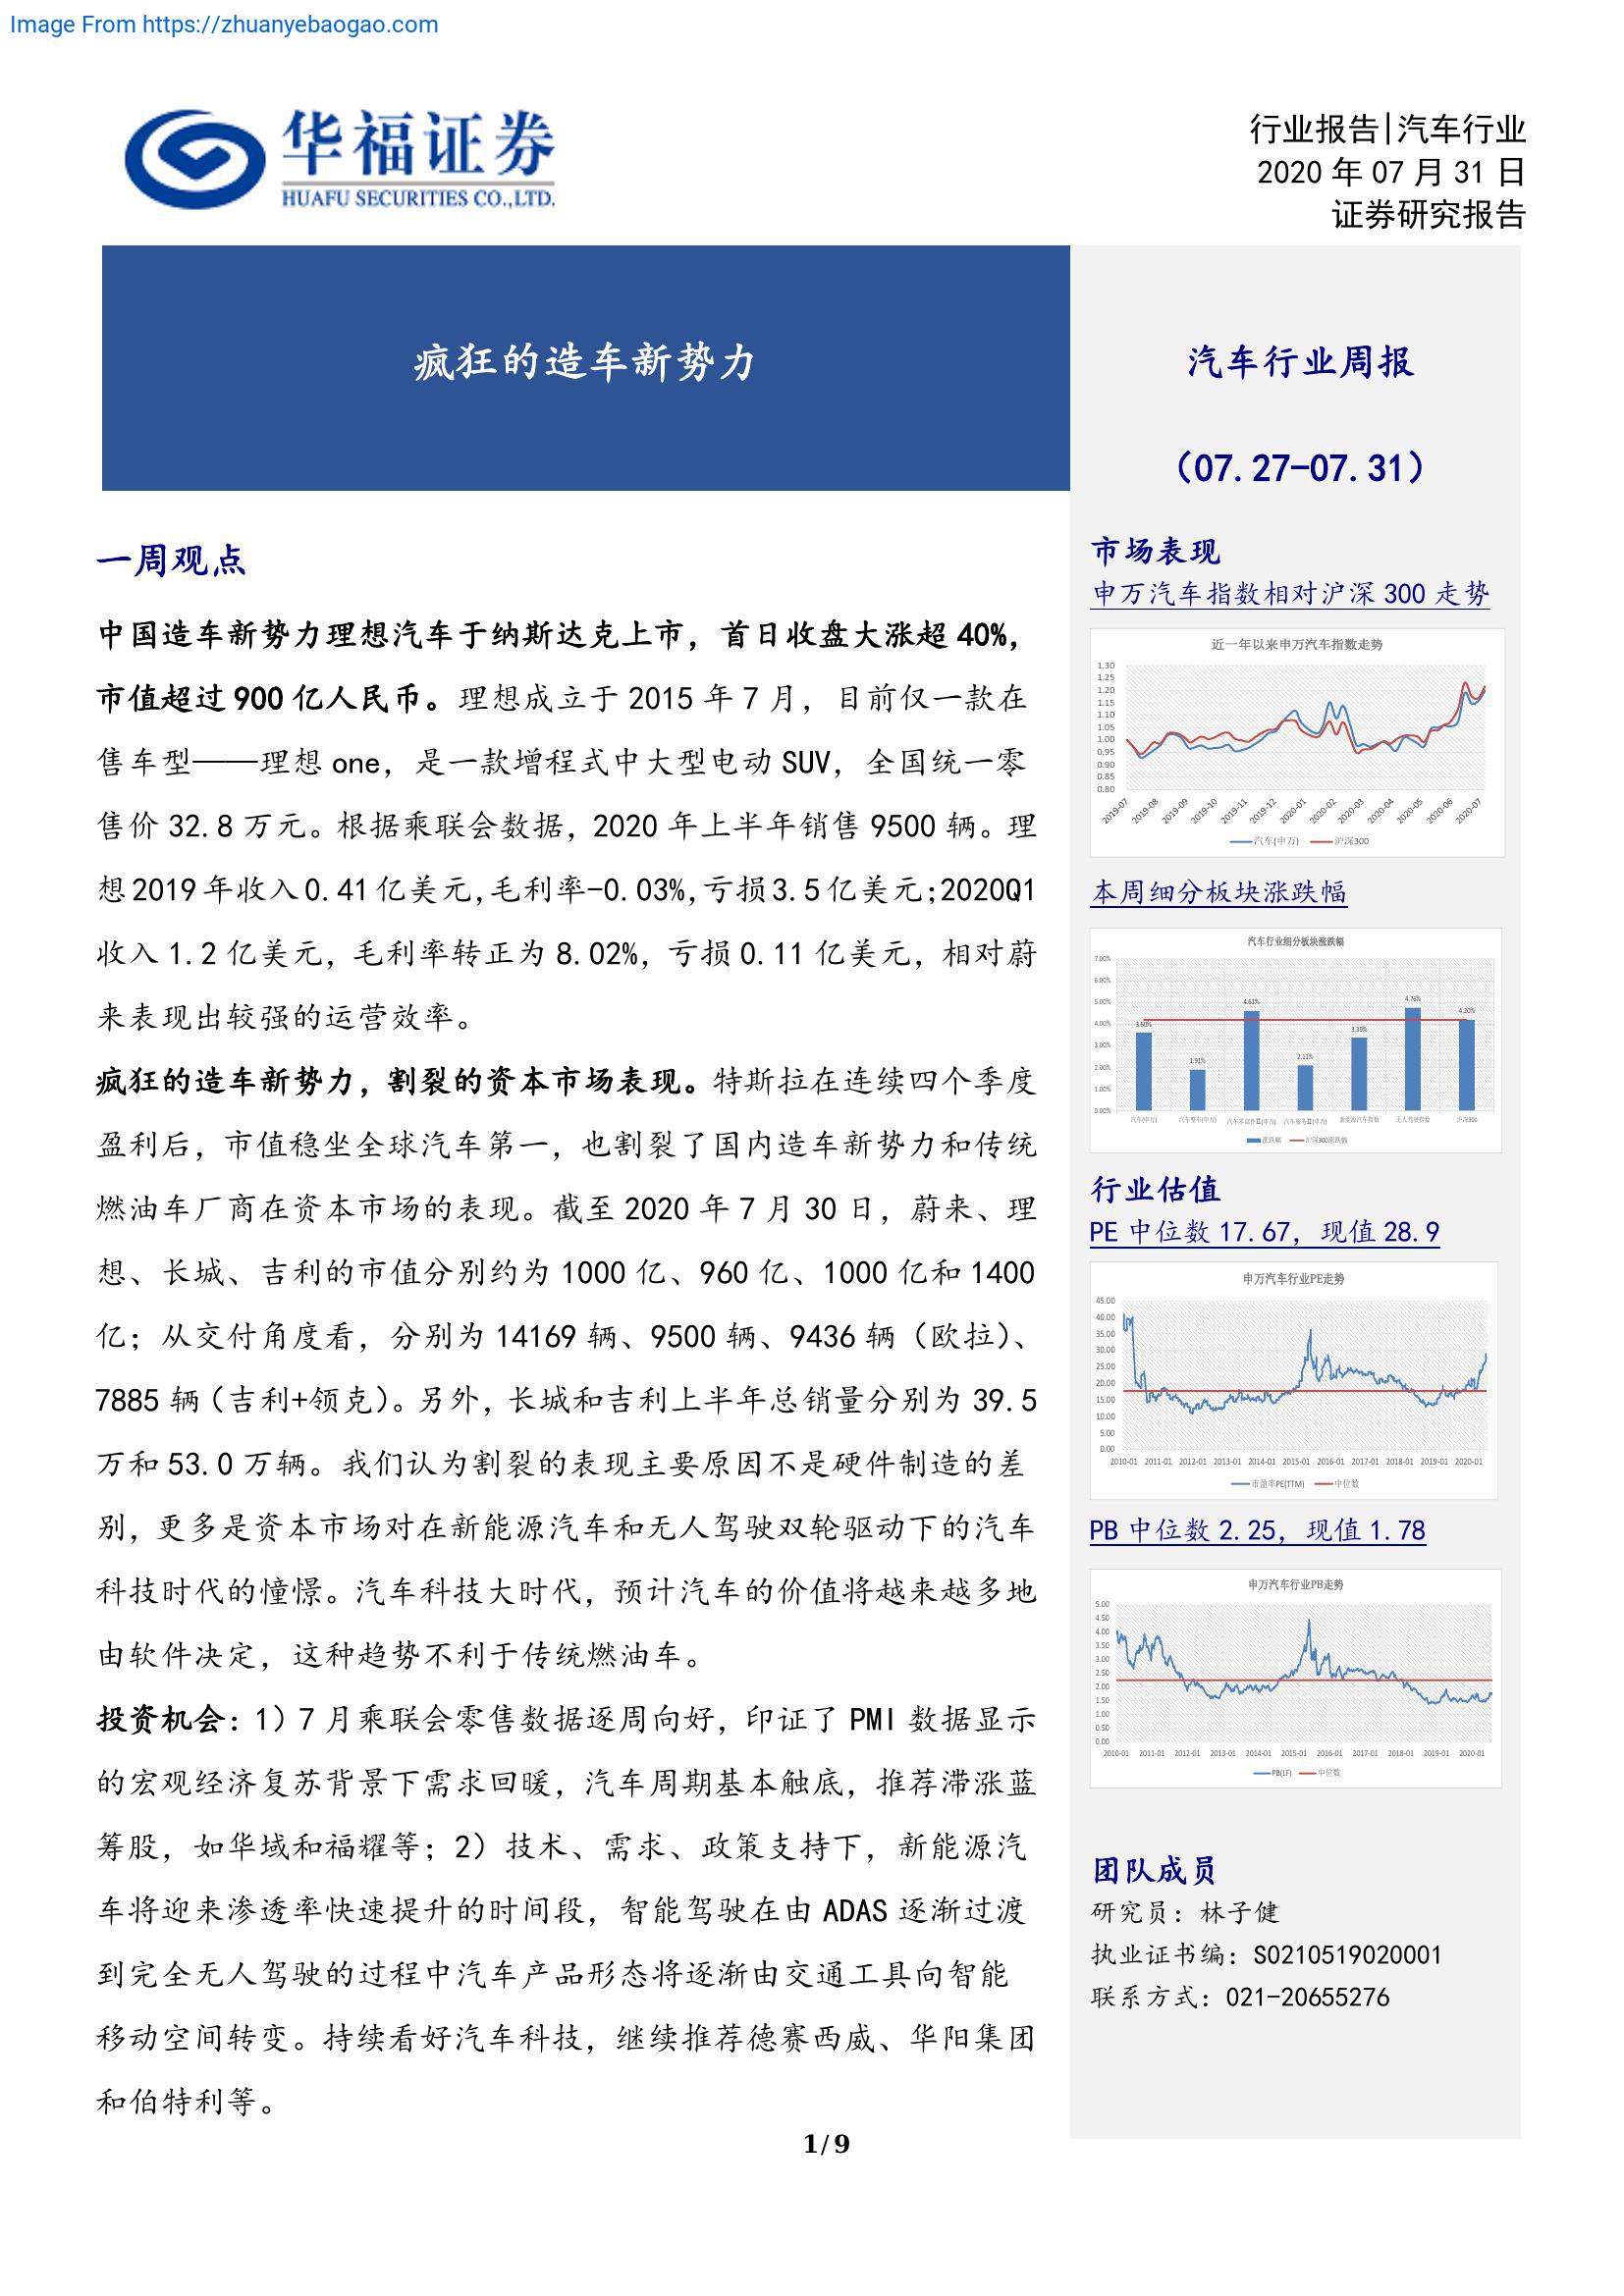 Image From https://zhuanyebaogao.com
华福证券
HUAFU SECURITIES CO.,LTD.
行业报告|汽车行业
2020 年 07 月 31 日
证券研究报告
疯狂的造车新势力
汽车行业周报
（07.27-07.31）
一周观点
中国造车新势力理想汽车于纳斯达克上市，首日收盘大涨超 40%，
市值超过 900 亿人民币。理想成立于 2015 年 7 月，目前仅一款在
售车型——理想 one，是一款增程式中大型电动 SUV，全国统一零
售价 32.8 万元。根据乘联会数据，2020 年上半年销售 9500 辆。理
想 2019 年收入 0.41 亿美元,毛利率-0.03%,亏损 3.5 亿美元;2020Q1
收入 1.2 亿美元，毛利率转正为 8.02%，亏损 0.11 亿美元，相对蔚
来表现出较强的运营效率。
疯狂的造车新势力，割裂的资本市场表现。特斯拉在连续四个季度
盈利后，市值稳坐全球汽车第一，也割裂了国内造车新势力和传统
燃油车厂商在资本市场的表现。截至 2020 年 7 月 30 日，蔚来、理
想、长城、吉利的市值分别约为 1000 亿、960 亿、1000 亿和 1400
亿；从交付角度看，分别为 14169 辆、9500 辆、9436 辆（欧拉）、
7885 辆（吉利+领克）。另外，长城和吉利上半年总销量分别为 39.5
万和 53.0 万辆。我们认为割裂的表现主要原因不是硬件制造的差
别，更多是资本市场对在新能源汽车和无人驾驶双轮驱动下的汽车
科技时代的憧憬。汽车科技大时代，预计汽车的价值将越来越多地
由软件决定，这种趋势不利于传统燃油车。
投资机会：1）7 月乘联会零售数据逐周向好，印证了 PMI 数据显示
的宏观经济复苏背景下需求回暖，汽车周期基本触底，推荐滞涨蓝
筹股，如华域和福耀等；2）技术、需求、政策支持下，新能源汽
车将迎来渗透率快速提升的时间段，智能驾驶在由 ADAS 逐渐过渡
到完全无人驾驶的过程中汽车产品形态将逐渐由交通工具向智能
移动空间转变。持续看好汽车科技，继续推荐德赛西威、华阳集团
和伯特利等。
市场表现
申万汽车指数相对沪深 300 走势
近一年以来申万汽车指数走势
1.30
1.25
1.20
1.15
1.10
1.05
1.00
0.95
0.90
0.85
0.80
2019-07 2019-08 2019-09 2019-10 2019-11 2019-12 2020-01 2020-02 2020-03 2020-04 2020-05 2020-06 2020-07
汽车(申万) 沪深300
本周细分板块涨跌幅
汽车行业细分板块涨跌幅
7.00%
6.00%
5.00%
4.00%
3.00%
2.00%
1.00%
0.00%
3.60% 1.91% 4.61% 2.11% 3.39% 4.76% 4.20%
汽车(申万) 汽车整车(申万) 汽车零部件Ⅱ(申万) 汽车服务Ⅱ(申万) 新能源汽车指数 无人驾驶指数 沪深300
涨跌幅 沪深300涨跌幅
行业估值
PE 中位数 17.67，现值 28.9
申万汽车行业PE走势
45.00
40.00
35.00
30.00
25.00
20.00
15.00
10.00
5.00
0.00
2010-01 2011-01 2012-01 2013-01 2014-01 2015-01 2016-01 2017-01 2018-01 2019-01 2020-01
市盈率PE(TTM) 中位数
PB 中位数 2.25，现值 1.78
申万汽车行业PB走势
5.00
4.50
4.00
3.50
3.00
2.50
2.00
1.50
1.00
0.50
0.00
2010-01 2011-01 2012-01 2013-01 2014-01 2015-01 2016-01 2017-01 2018-01 2019-01 2020-01
PB(LF) 中位数
团队成员
研究员：林子健
执业证书编：S0210519020001
联系方式：021-20655276
1/9